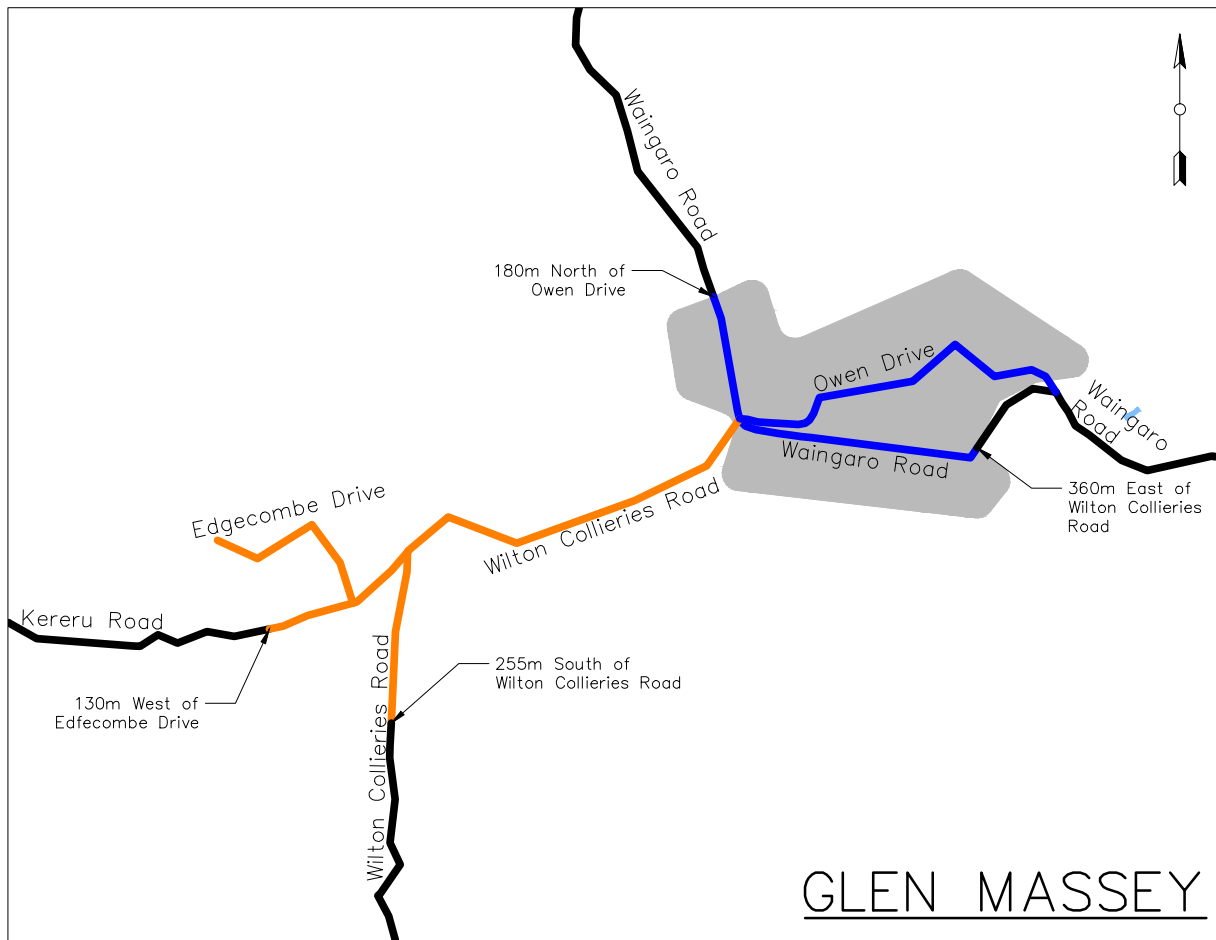 Waingaro Road
180m North of
Owen Drive
Owen Drive
Waingaro
Road
Waingaro Road
360m East of
Wilton Collieries
Road
Edgecombe Drive
Wilton Collieries Road
Kereru Road
255m South of
Wilton Collieries Road
130m West of
Edfecombe Drive
Wilton Collieries Road
GLEN MASSEY